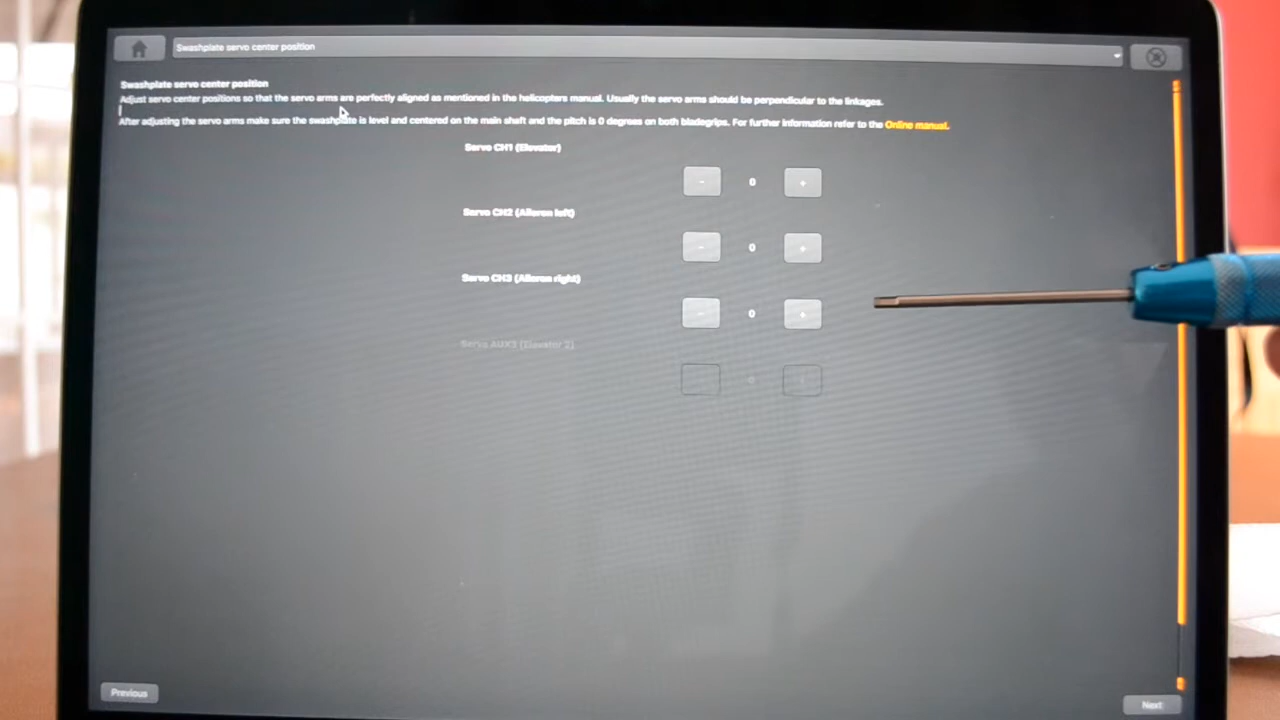 Swashplate servo center position
Swashplate servo center position
Adjust servo center positions so that the servo arms are perfectly aligned as mentioned in the helicopters manual. Usually the servo arms should be perpendicular to the linkages.
After adjusting the servo arms make sure the swashplate is level and centered on the main shaft and the pitch is 0 degrees on both bladegrips. For further information refer to the Online manual.
Servo CH1 (Elevator)
- 0 +
Servo CH2 (Aileron left)
- 0 +
Servo CH3 (Aileron right)
- 0 +
Servo AUX3 (Elevator 2)
0
Previous
Next